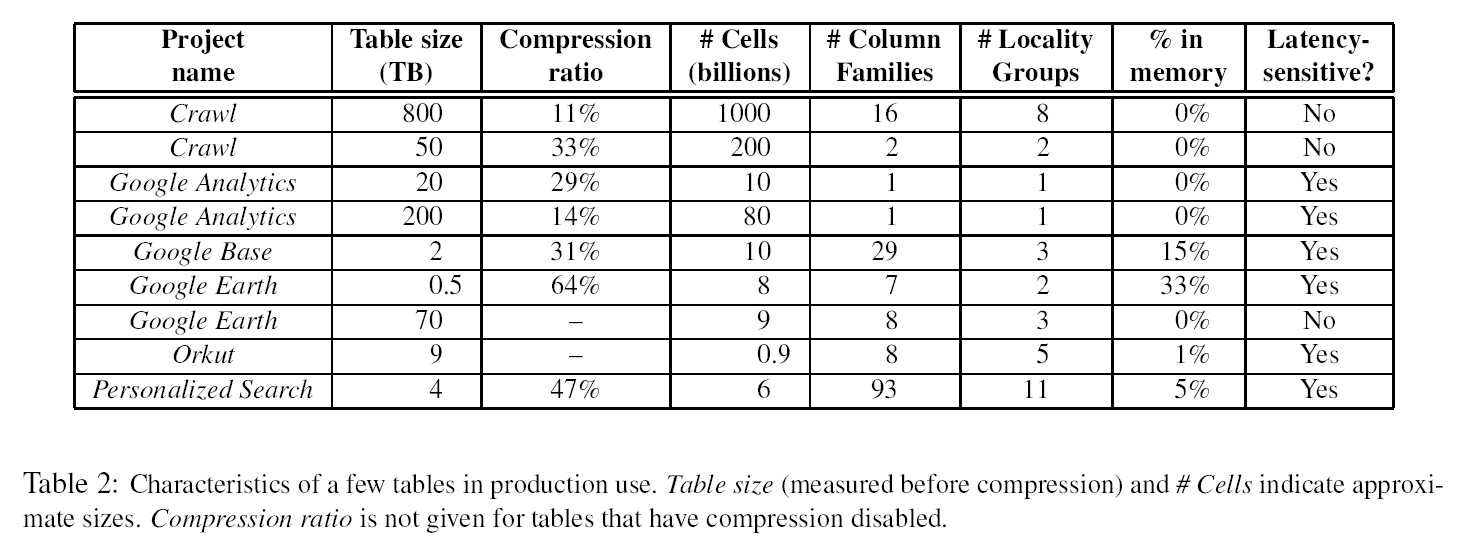 Project name Table size (TB) Compression ratio # Cells (billions) # Column Families # Locality Groups % in memory Latency-sensitive?
Crawl 800 11% 1000 16 8 0% No
Crawl 50 33% 200 2 2 0% No
Google Analytics 20 29% 10 1 1 0% Yes
Google Analytics 200 14% 80 1 1 0% Yes
Google Base 2 31% 10 29 3 15% Yes
Google Earth 0.5 64% 8 7 2 33% Yes
Google Earth 70 – 9 8 3 0% No
Orkut 9 – 0.9 8 5 1% Yes
Personalized Search 4 47% 6 93 11 5% Yes
Table 2: Characteristics of a few tables in production use. Table size (measured before compression) and # Cells indicate approxi-
mate sizes. Compression ratio is not given for tables that have compression disabled.